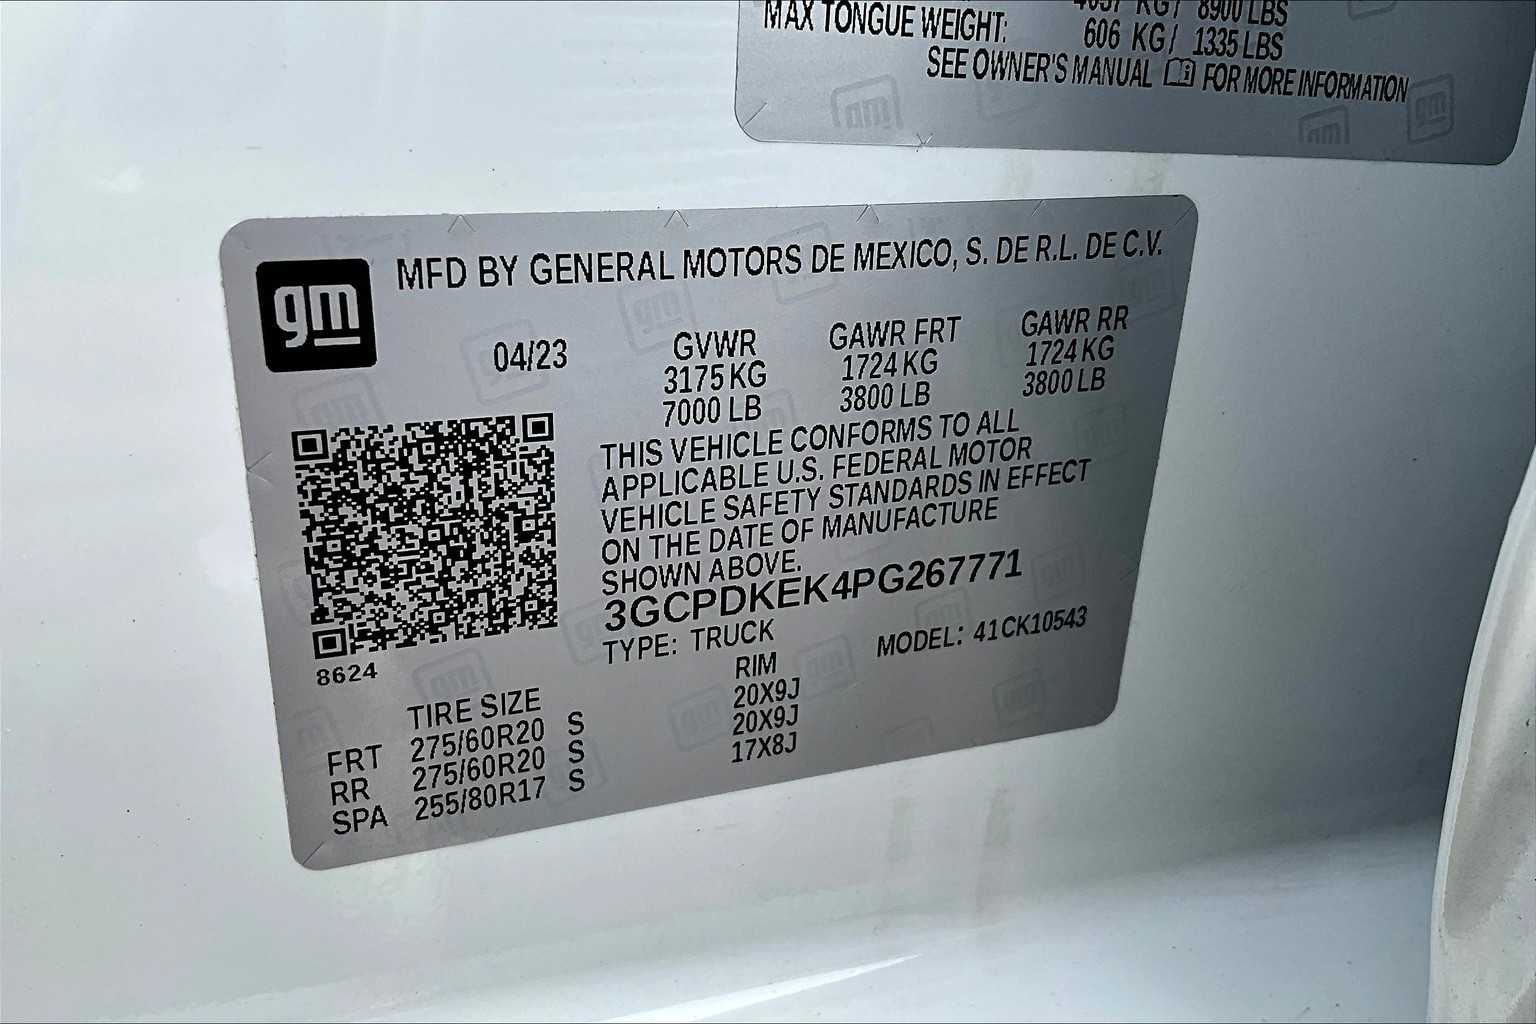 8900 LBS
MAX TONGUE WEIGHT: 606 KG/ 1335 LBS
SEE OWNER'S MANUAL FOR MORE INFORMATION
gm
MFD BY GENERAL MOTORS DE MEXICO, S. DE R.L. DE C.V.
04/23 GVWR GAWR FRT GAWR RR
3175 KG 1724 KG 1724 KG
7000 LB 3800 LB 3800 LB
THIS VEHICLE CONFORMS TO ALL
APPLICABLE U.S. FEDERAL MOTOR
VEHICLE SAFETY STANDARDS IN EFFECT
ON THE DATE OF MANUFACTURE
SHOWN ABOVE.
3GCPDKEK4PG267771
TYPE: TRUCK MODEL: 41CK10543
8624
TIRE SIZE RIM
FRT 275/60R20 S 20X9J
RR 275/60R20 S 20X9J
SPA 255/80R17 S 17X8J